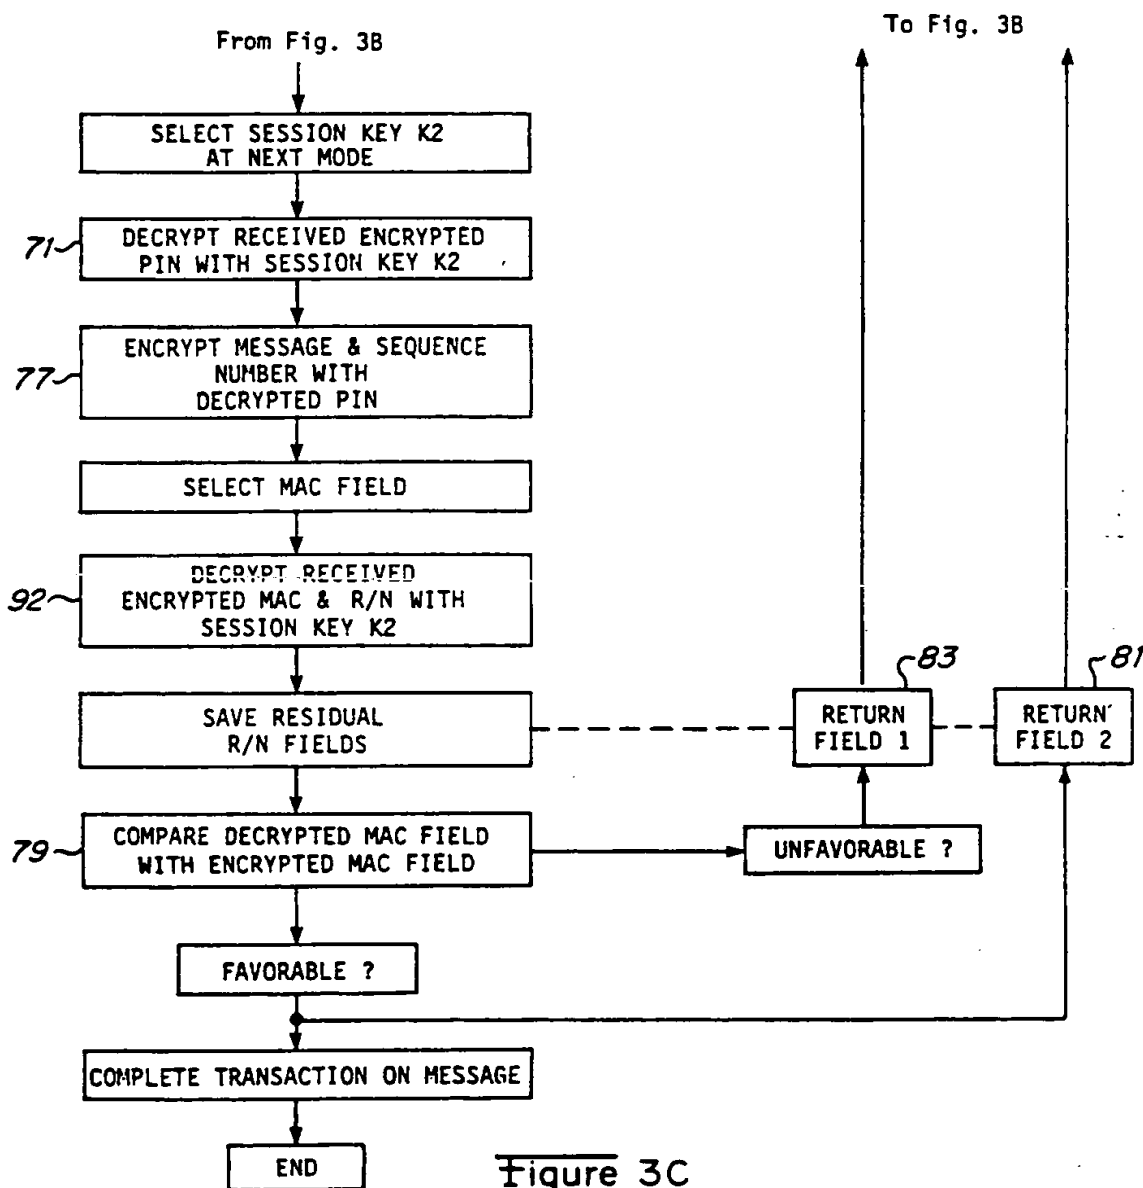 From Fig. 3B
To Fig. 3B
SELECT SESSION KEY K2
AT NEXT MODE
71
DECRYPT RECEIVED ENCRYPTED
PIN WITH SESSION KEY K2
77
ENCRYPT MESSAGE & SEQUENCE
NUMBER WITH
DECRYPTED PIN
SELECT MAC FIELD
92
DECRYPT RECEIVED
ENCRYPTED MAC & R/N WITH
SESSION KEY K2
83
81
SAVE RESIDUAL
R/N FIELDS
RETURN
FIELD 1
RETURN
FIELD 2
79
COMPARE DECRYPTED MAC FIELD
WITH ENCRYPTED MAC FIELD
UNFAVORABLE ?
FAVORABLE ?
COMPLETE TRANSACTION ON MESSAGE
END
Figure 3C